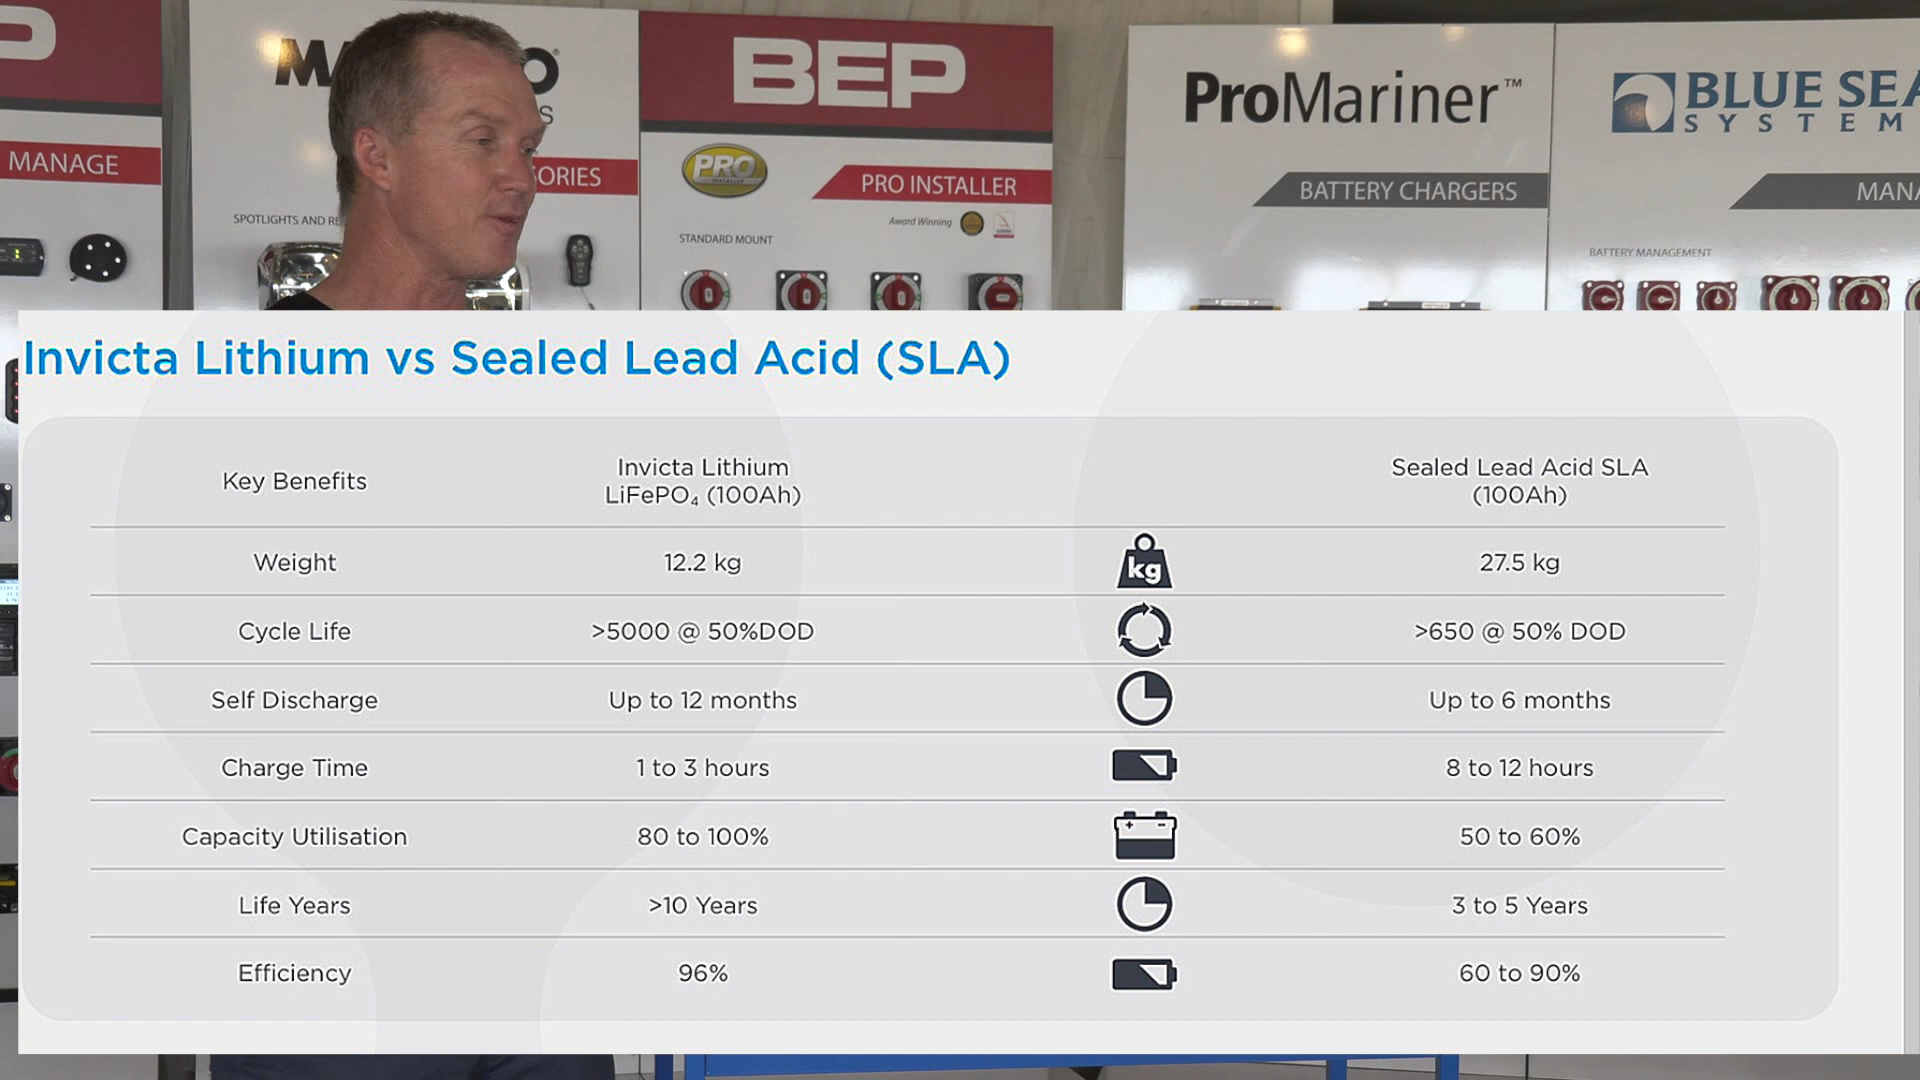 P
MANAGE
SPOTLIGHTS AND RE
ORIES
BEP
PRO
PRO INSTALLER
Award Winning
STANDARD MOUNT
ProMariner™
BATTERY CHARGERS
BLUE SEA
SYSTEM
MANA
BATTERY MANAGEMENT
Invicta Lithium vs Sealed Lead Acid (SLA)
Key Benefits
Invicta Lithium
LiFePO₄ (100Ah)
Sealed Lead Acid SLA
(100Ah)
Weight
12.2 kg
kg
27.5 kg
Cycle Life
>5000 @ 50%DOD
>650 @ 50% DOD
Self Discharge
Up to 12 months
Up to 6 months
Charge Time
1 to 3 hours
8 to 12 hours
Capacity Utilisation
80 to 100%
50 to 60%
Life Years
>10 Years
3 to 5 Years
Efficiency
96%
60 to 90%